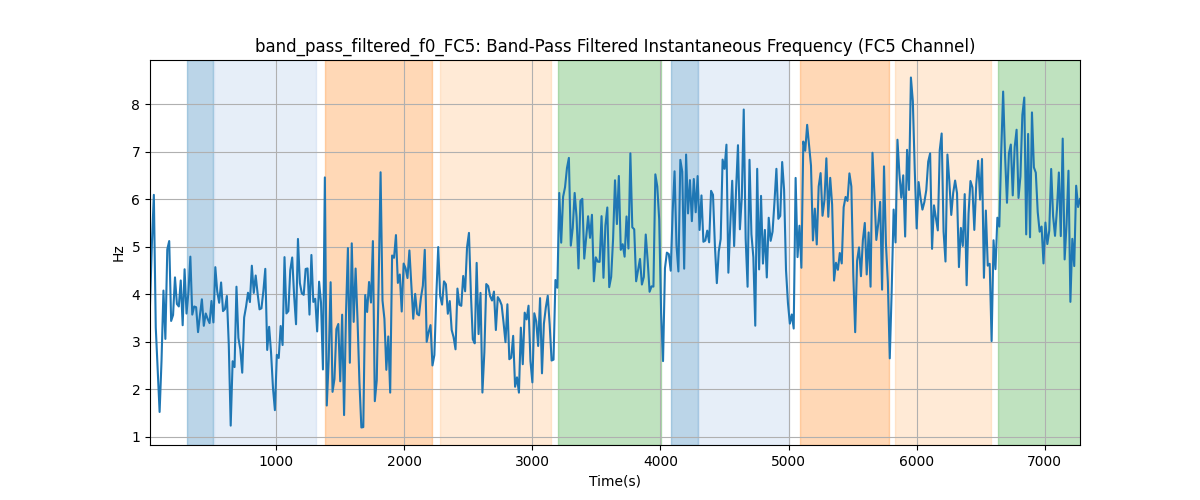 band_pass_filtered_f0_FC5: Band-Pass Filtered Instantaneous Frequency (FC5 Channel)
8
7
6
5
4
3
2
1
Hz
1000 2000 3000 4000 5000 6000 7000
Time(s)